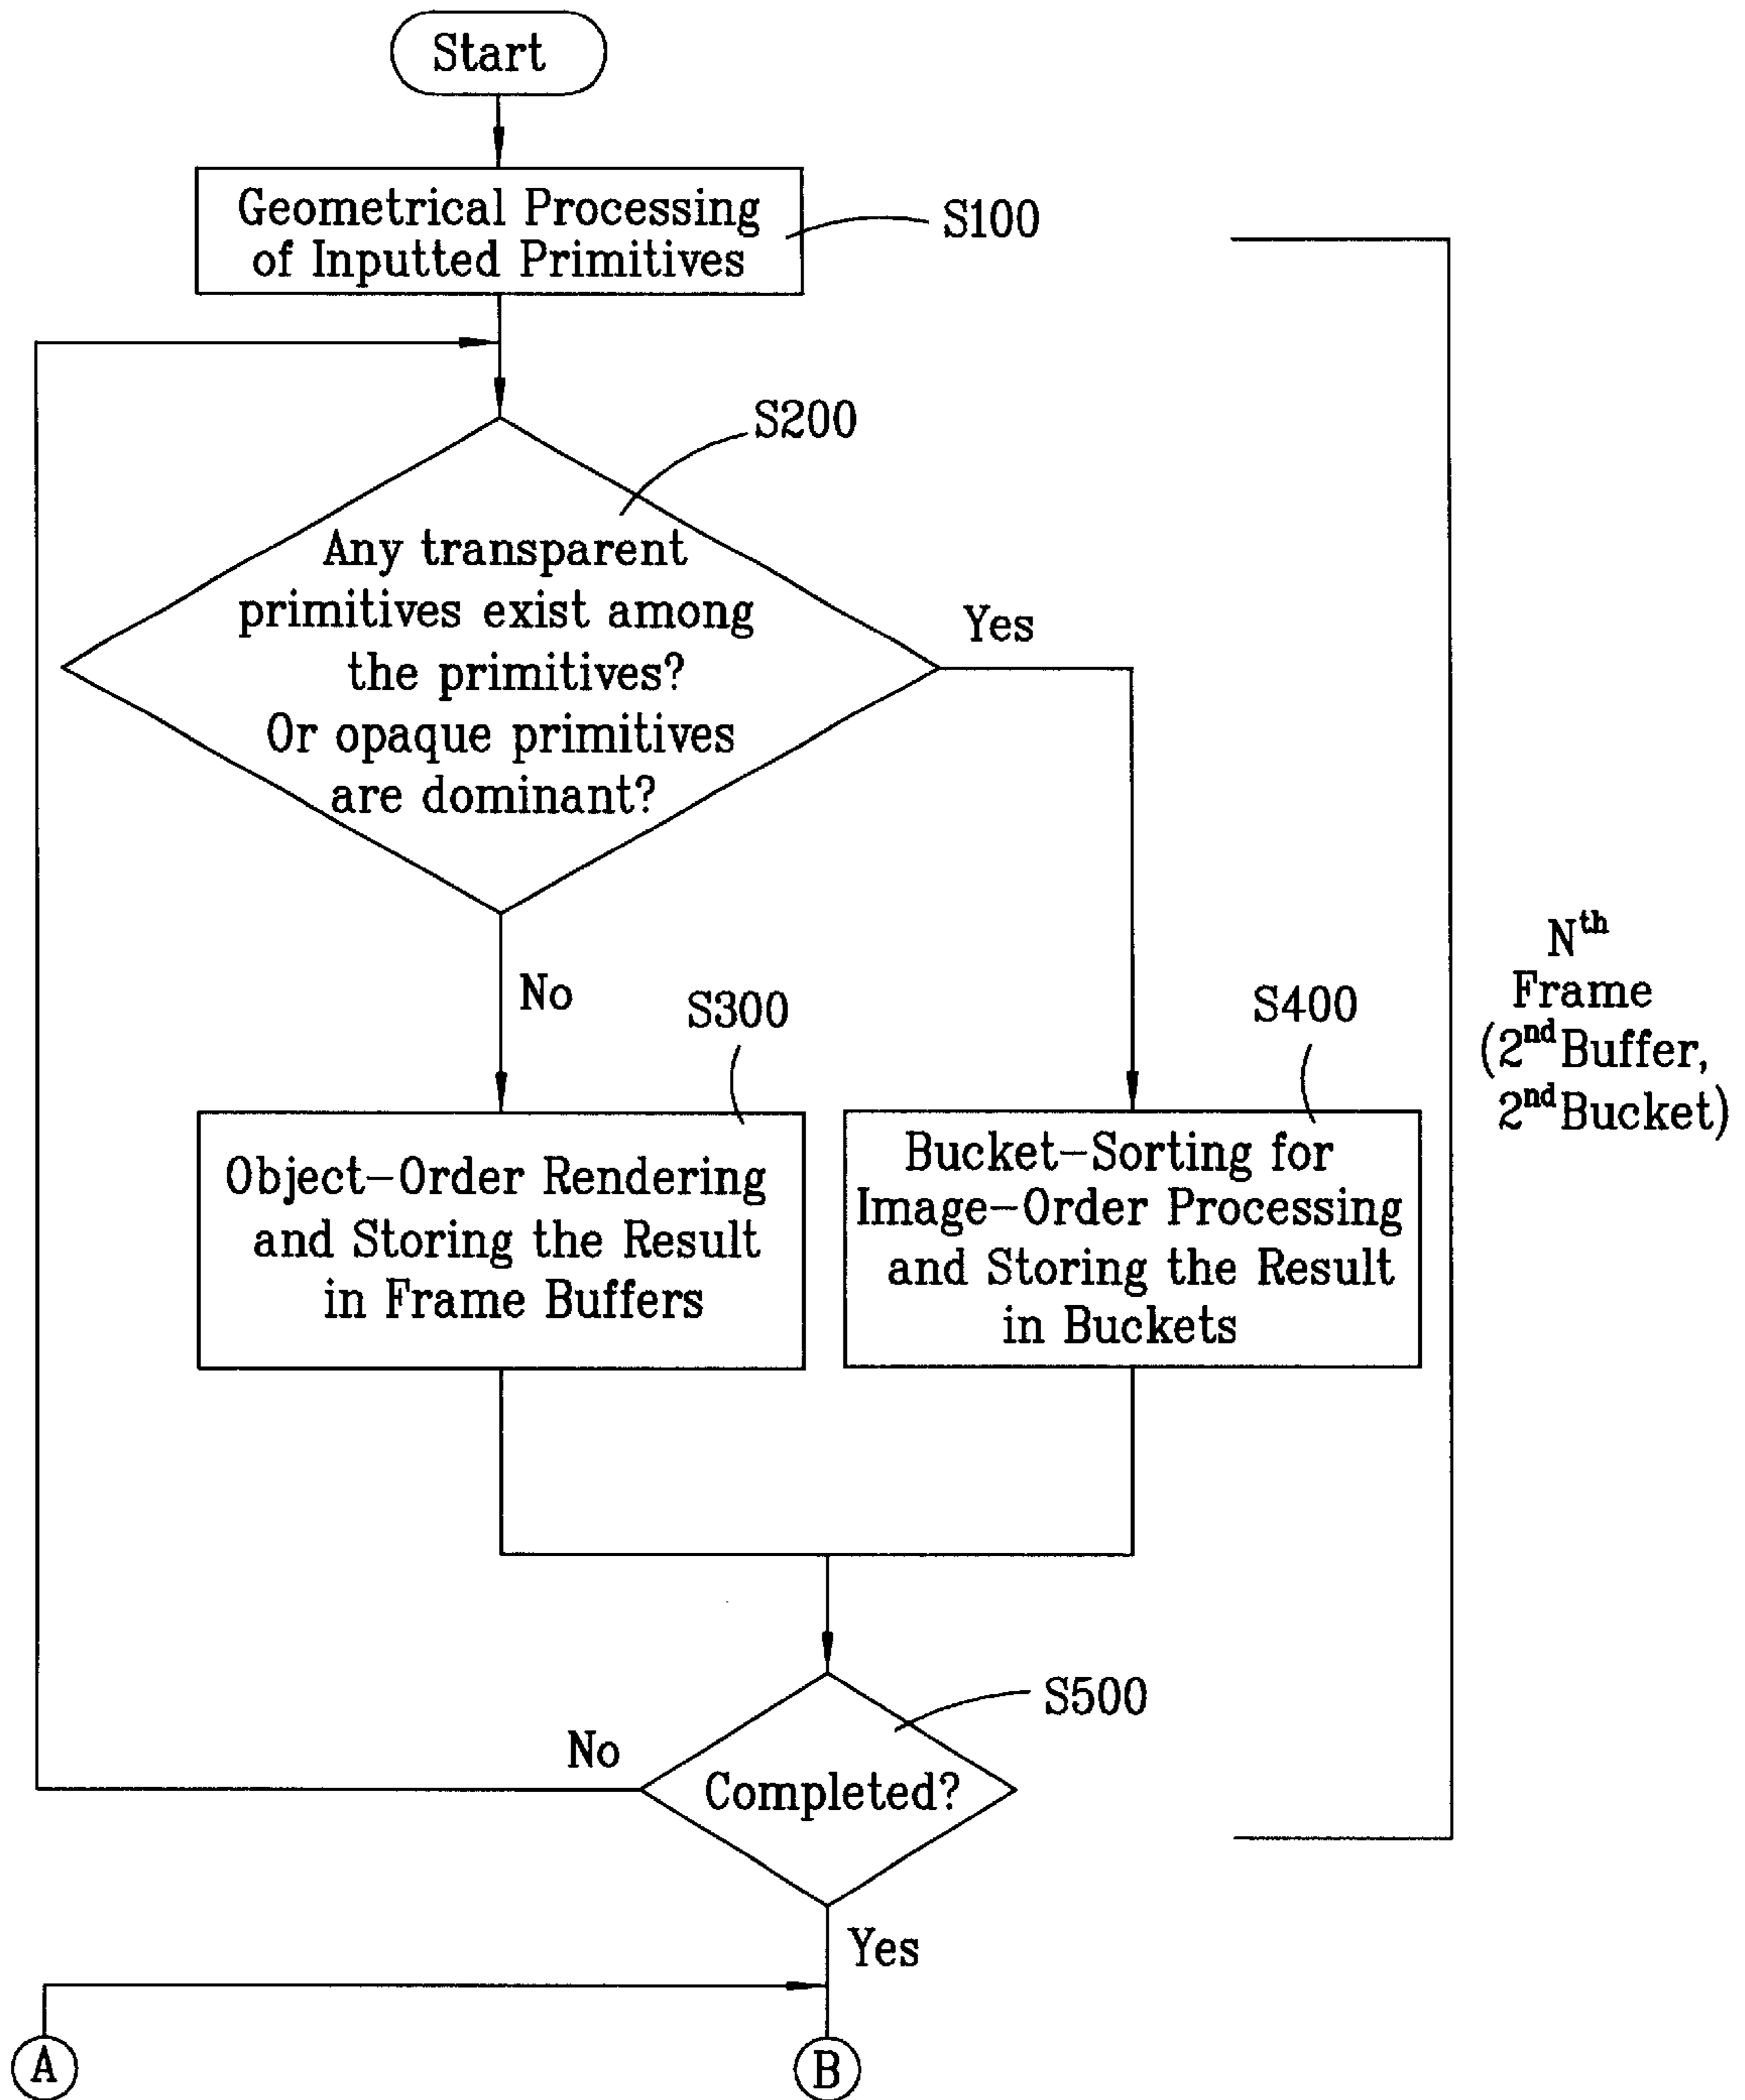 Start
Geometrical Processing
of Inputted Primitives
S100
S200
Any transparent
primitives exist among
the primitives?
Or opaque primitives
are dominant?
Yes
No
S300
S400
Object-Order Rendering
and Storing the Result
in Frame Buffers
Bucket-Sorting for
Image-Order Processing
and Storing the Result
in Buckets
Nth
Frame
(2nd Buffer,
2nd Bucket)
S500
No
Completed?
Yes
A
B